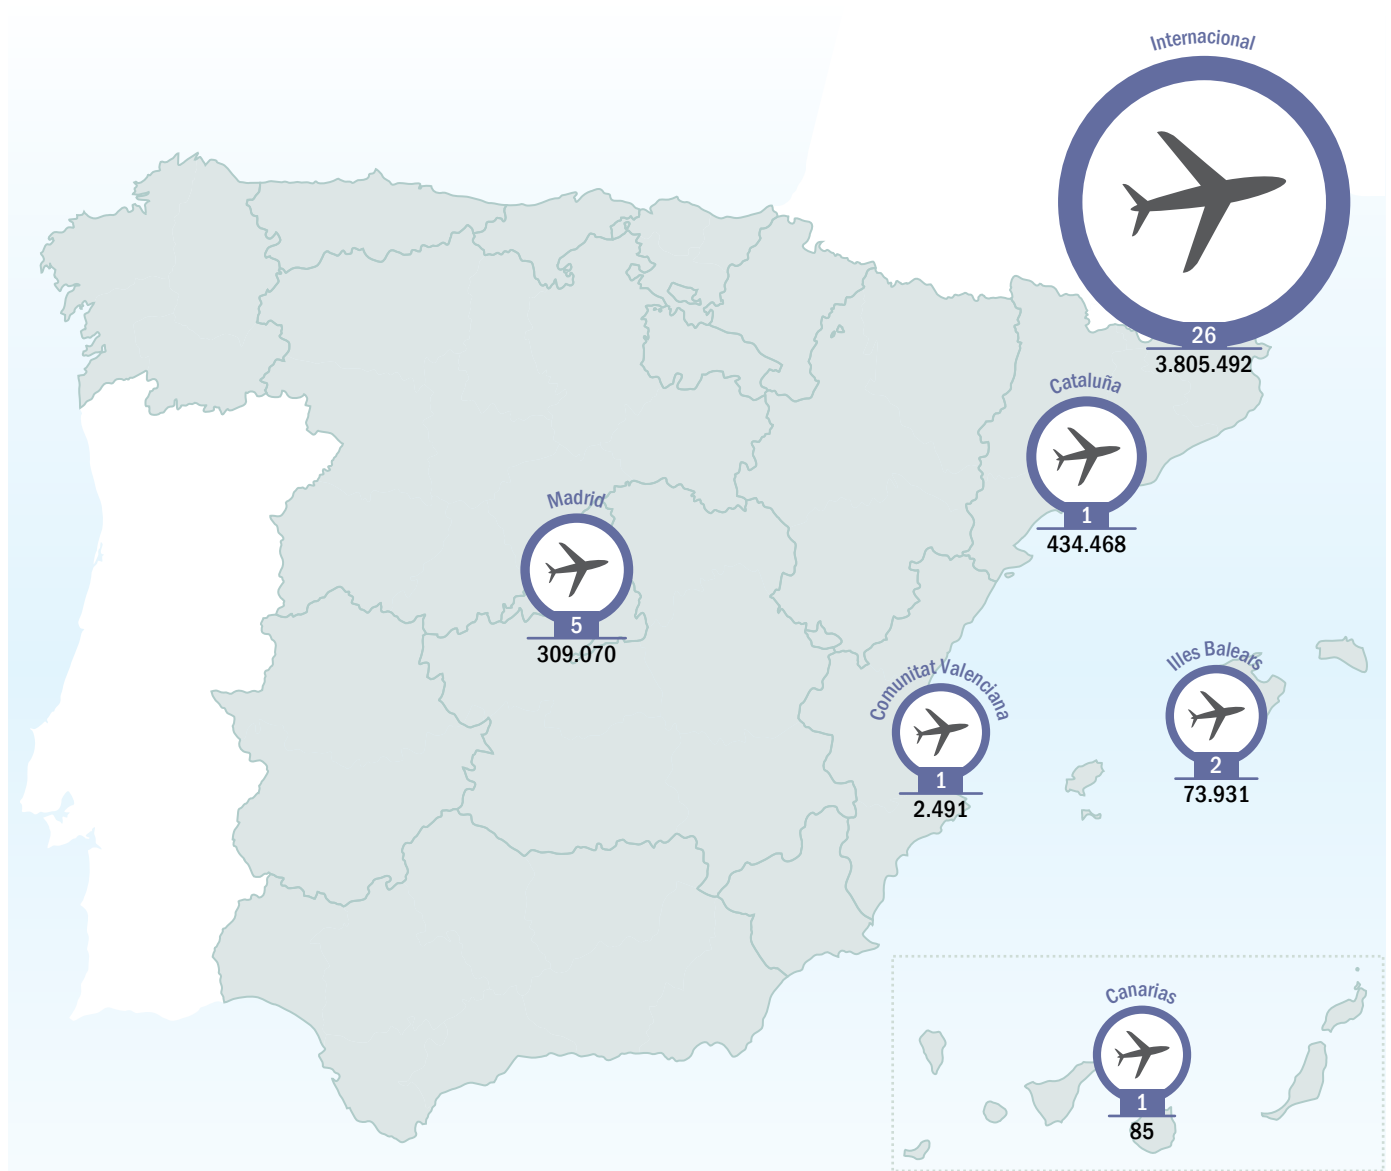 Internacional
26
3.805.492
Cataluña
1
434.468
Madrid
5
309.070
Comunitat Valenciana
1
2.491
Illes Balears
2
73.931
Canarias
1
85